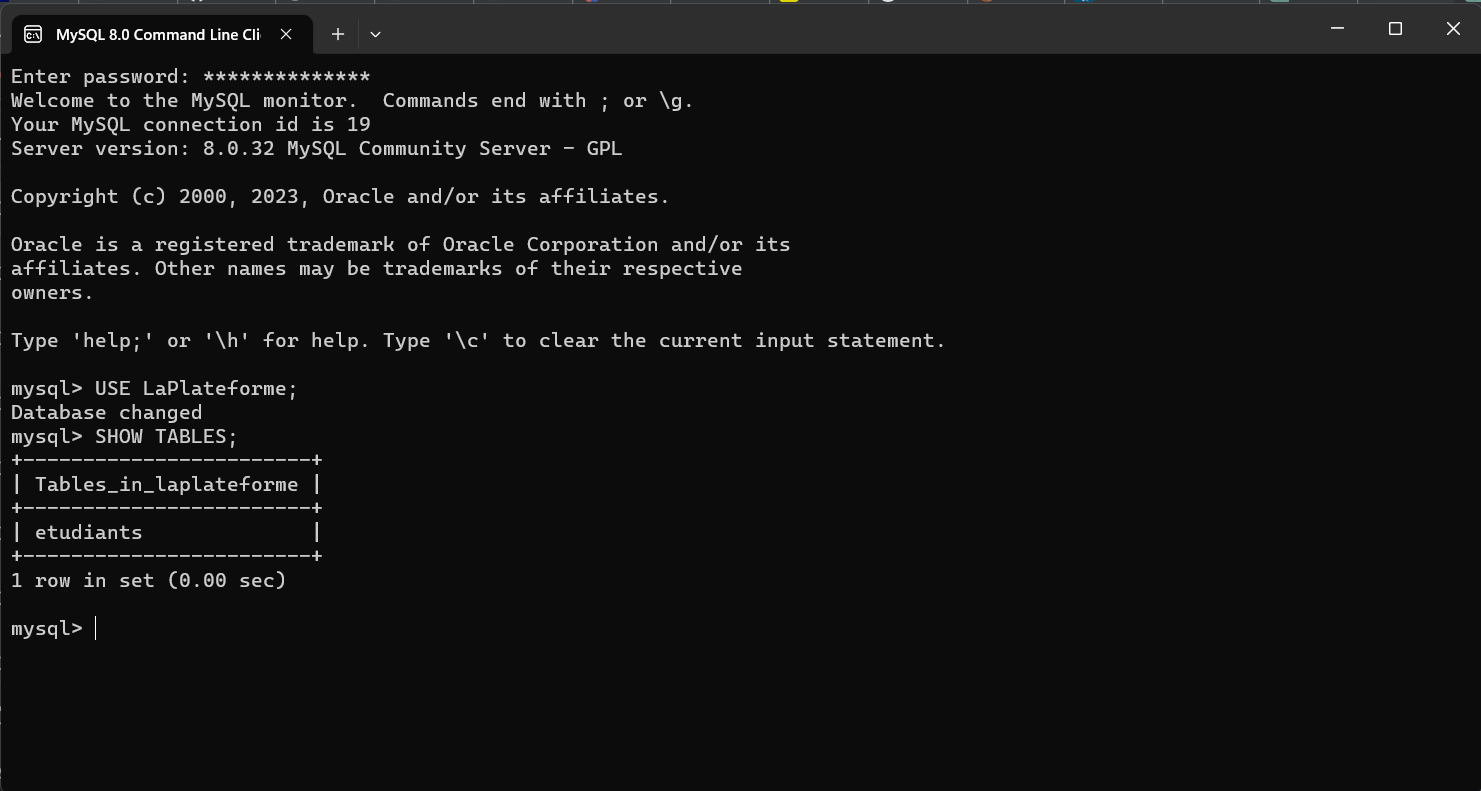 MySQL 8.0 Command Line Cli
Enter password: **************
Welcome to the MySQL monitor.  Commands end with ; or \g.
Your MySQL connection id is 19
Server version: 8.0.32 MySQL Community Server - GPL
Copyright (c) 2000, 2023, Oracle and/or its affiliates.
Oracle is a registered trademark of Oracle Corporation and/or its
affiliates. Other names may be trademarks of their respective
owners.
Type 'help;' or '\h' for help. Type '\c' to clear the current input statement.
mysql> USE LaPlateforme;
Database changed
mysql> SHOW TABLES;
+------------------------+
| Tables_in_laplateforme |
+------------------------+
| etudiants              |
+------------------------+
1 row in set (0.00 sec)
mysql>